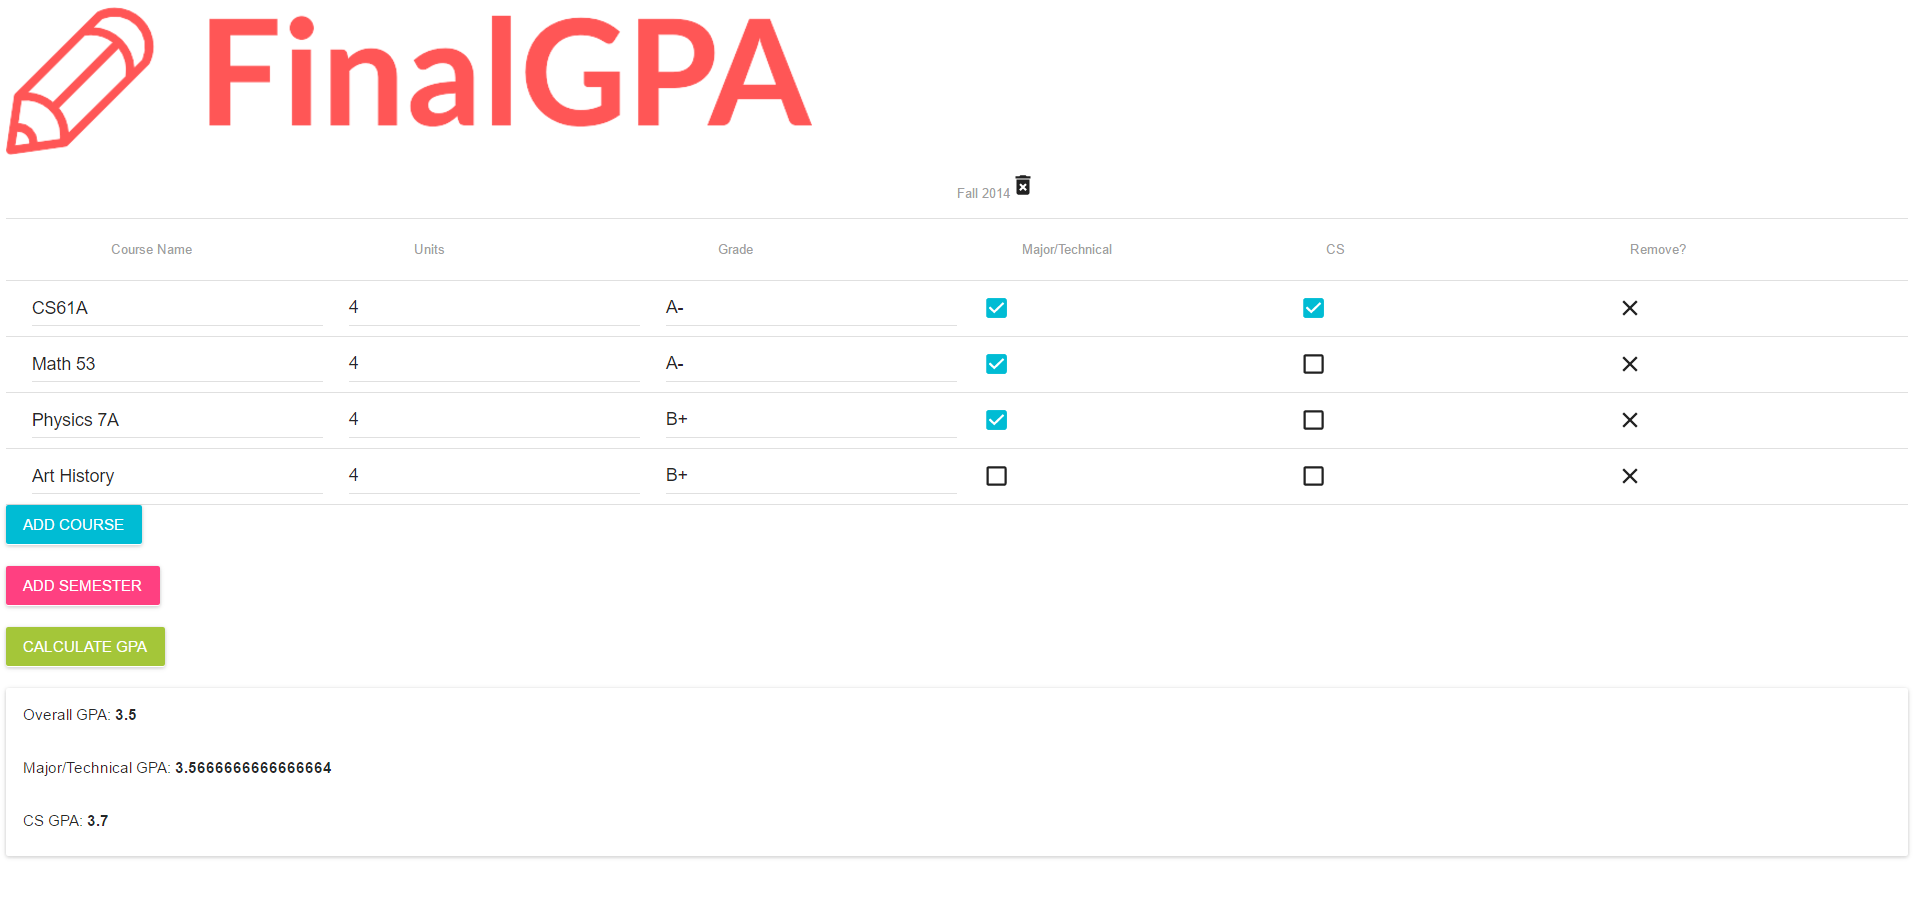 FinalGPA
Fall 2014
Course Name Units Grade Major/Technical CS Remove?
CS61A 4 A-
Math 53 4 A-
Physics 7A 4 B+
Art History 4 B+
ADD COURSE
ADD SEMESTER
CALCULATE GPA
Overall GPA: 3.5
Major/Technical GPA: 3.5666666666666664
CS GPA: 3.7